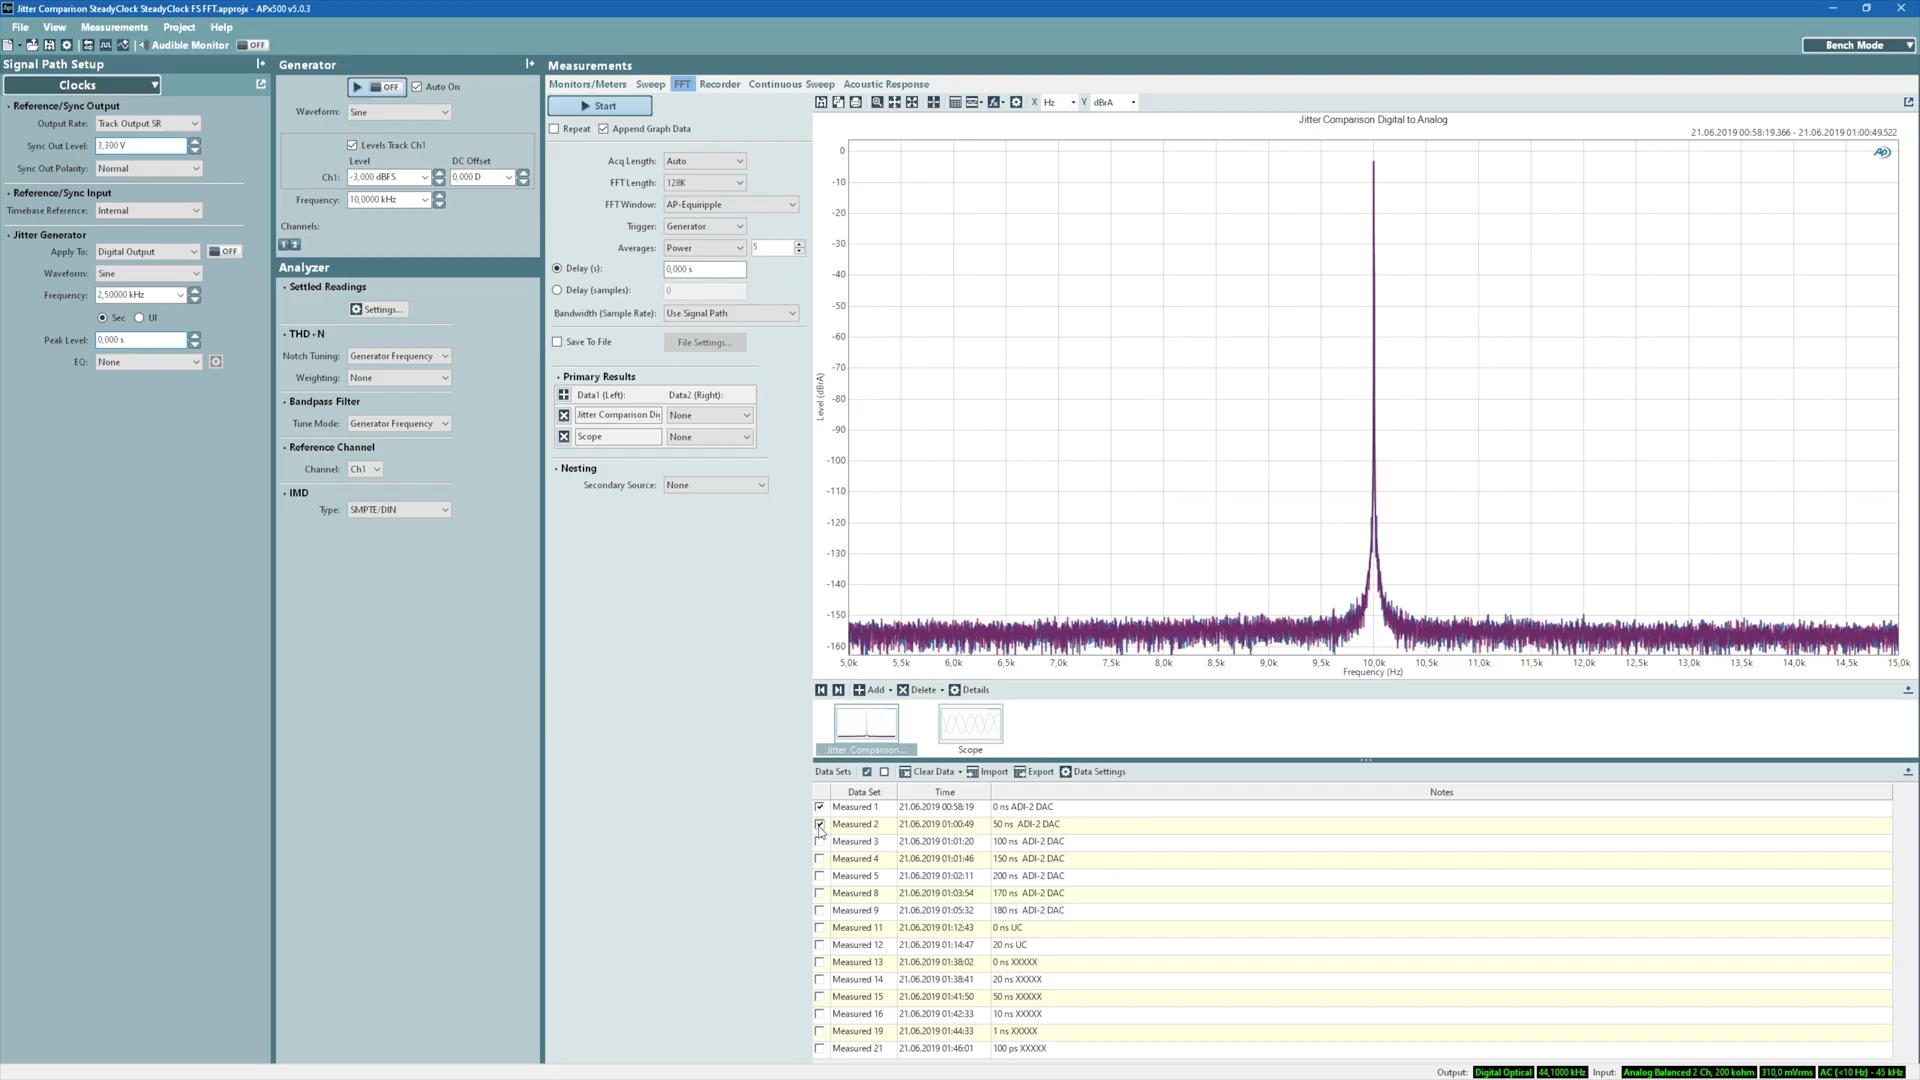 Jitter Comparison SteadyClock SteadyClock FS FFT.approjx - APx500 v5.0.3
File View Measurements Project Help
Audible Monitor OFF
Bench Mode
Signal Path Setup
Clocks
Reference/Sync Output
Output Rate: Track Output SR
Sync Out Level: 3,300 V
Sync Out Polarity: Normal
Reference/Sync Input
Timebase Reference: Internal
Jitter Generator
Apply To: Digital Output OFF
Waveform: Sine
Frequency: 2,50000 kHz
Sec UI
Peak Level: 0,000 s
EQ: None
Generator
OFF Auto On
Waveform: Sine
Levels Track Ch1
Level DC Offset
Ch1: -3,000 dBFS 0,000 D
Frequency: 10,0000 kHz
Channels:
1 2
Analyzer
Settled Readings
Settings...
THD+N
Notch Tuning: Generator Frequency
Weighting: None
Bandpass Filter
Tune Mode: Generator Frequency
Reference Channel
Channel: Ch1
IMD
Type: SMPTE/DIN
Measurements
Monitors/Meters Sweep FFT Recorder Continuous Sweep Acoustic Response
Start
Repeat Append Graph Data
Acq Length: Auto
FFT Length: 128K
FFT Window: AP-Equiripple
Trigger: Generator
Averages: Power 5
Delay (s): 0,000 s
Delay (samples): 0
Bandwidth (Sample Rate): Use Signal Path
Save To File File Settings...
Primary Results
Data1 (Left): Data2 (Right):
Jitter Comparison Di None
Scope None
Nesting
Secondary Source: None
X Hz Y dBrA
Jitter Comparison Digital to Analog
21.06.2019 00:58:19.366 - 21.06.2019 01:00:49.522
AP
Level (dBrA)
0
-10
-20
-30
-40
-50
-60
-70
-80
-90
-100
-110
-120
-130
-140
-150
-160
5,0k 5,5k 6,0k 6,5k 7,0k 7,5k 8,0k 8,5k 9,0k 9,5k 10,0k 10,5k 11,0k 11,5k 12,0k 12,5k 13,0k 13,5k 14,0k 14,5k 15,0k
Frequency (Hz)
Add Delete Details
Jitter Comparison... Scope
Data Sets Clear Data Import Export Data Settings
Data Set Time Notes
Measured 1 21.06.2019 00:58:19 0 ns ADI-2 DAC
Measured 2 21.06.2019 01:00:49 50 ns ADI-2 DAC
Measured 3 21.06.2019 01:01:20 100 ns ADI-2 DAC
Measured 4 21.06.2019 01:01:46 150 ns ADI-2 DAC
Measured 5 21.06.2019 01:02:11 200 ns ADI-2 DAC
Measured 8 21.06.2019 01:03:54 170 ns ADI-2 DAC
Measured 9 21.06.2019 01:05:32 180 ns ADI-2 DAC
Measured 11 21.06.2019 01:12:43 0 ns UC
Measured 12 21.06.2019 01:14:47 20 ns UC
Measured 13 21.06.2019 01:38:02 0 ns XXXXX
Measured 14 21.06.2019 01:38:41 20 ns XXXXX
Measured 15 21.06.2019 01:41:50 50 ns XXXXX
Measured 16 21.06.2019 01:42:33 10 ns XXXXX
Measured 19 21.06.2019 01:44:33 1 ns XXXXX
Measured 21 21.06.2019 01:46:01 100 ps XXXXX
Output: Digital Optical 44,1000 kHz Input: Analog Balanced 2 Ch, 200 kohm 310,0 mVrms AC (<10 Hz) - 45 kHz